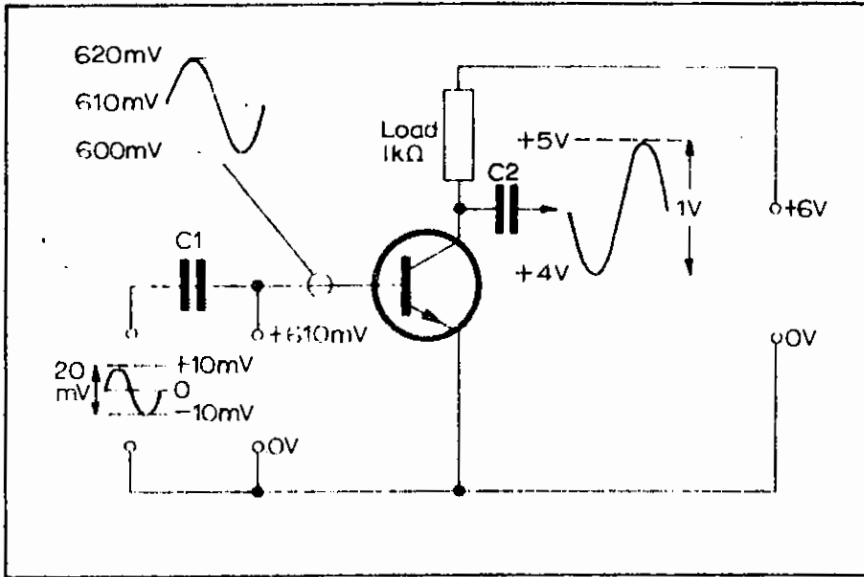 620mV
610mV
600mV
Load
1kΩ
+5V
C2
1V
+6V
+4V
C1
+610mV
0V
20
mV
+10mV
0
-10mV
0V